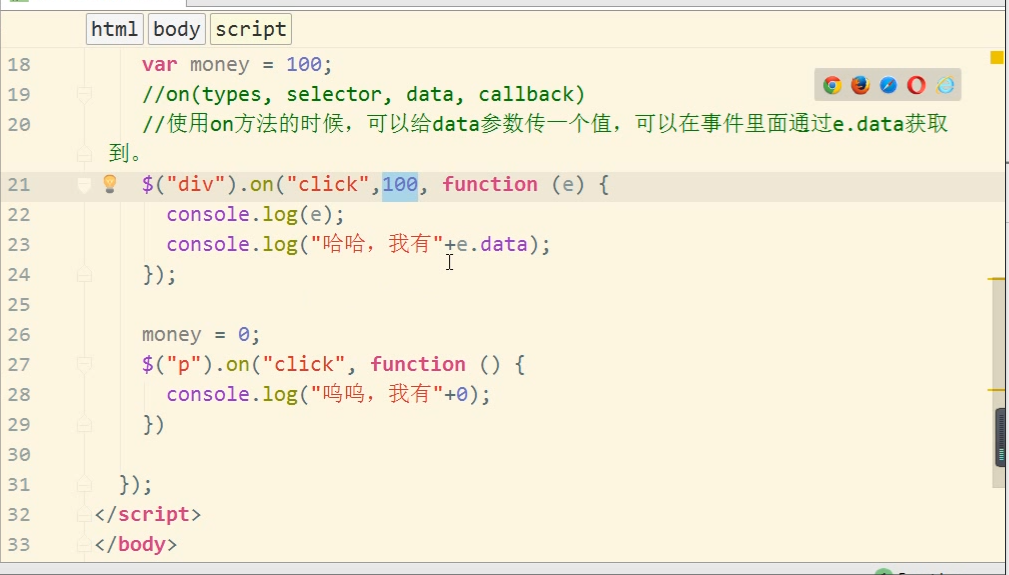 html body script
18 var money = 100;
19 //on(types, selector, data, callback)
20 //使用on方法的时候，可以给data参数传一个值，可以在事件里面通过e.data获取
到。
21 $("div").on("click",100, function (e) {
22 console.log(e);
23 console.log("哈哈，我有"+e.data);
24 });
25
26 money = 0;
27 $("p").on("click", function () {
28 console.log("呜呜，我有"+0);
29 })
30
31 });
32 </script>
33 </body>